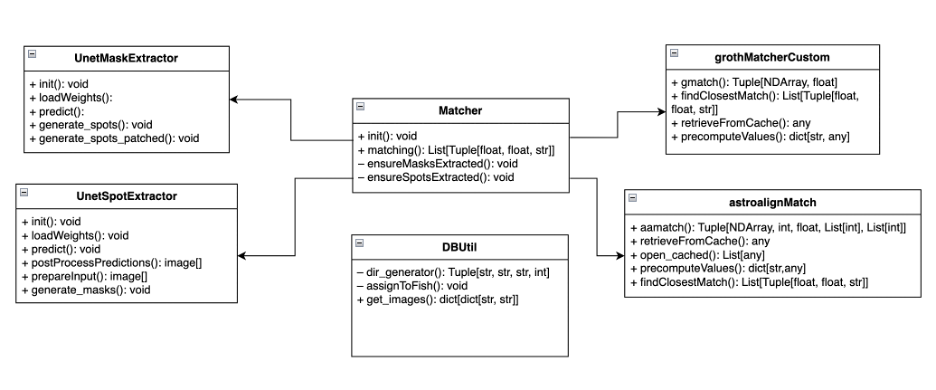 UnetMaskExtractor
+ init(): void
+ loadWeights():
+ predict():
+ generate_spots(): void
+ generate_spots_patched(): void
UnetSpotExtractor
+ init(): void
+ loadWeights(): void
+ predict(): void
+ postProcessPredictions(): image[]
+ prepareInput(): image[]
+ generate_masks(): void
Matcher
+ init(): void
+ matching(): List[Tuple[float, float, str]]
– ensureMasksExtracted(): void
– ensureSpotsExtracted(): void
DBUtil
– dir_generator(): Tuple[str, str, str, int]
– assignToFish(): void
+ get_images(): dict[dict[str, str]]
grothMatcherCustom
+ gmatch(): Tuple[NDArray, float]
+ findClosestMatch(): List[Tuple[float,
float, str]]
+ retrieveFromCache(): any
+ precomputeValues(): dict[str, any]
astroalignMatch
+ aamatch(): Tuple[NDArray, int, float, List[int], List[int]]
+ retrieveFromCache(): any
+ open_cached(): List[any]
+ precomputeValues(): dict[str,any]
+ findClosestMatch(): List[Tuple[float, float, str]]